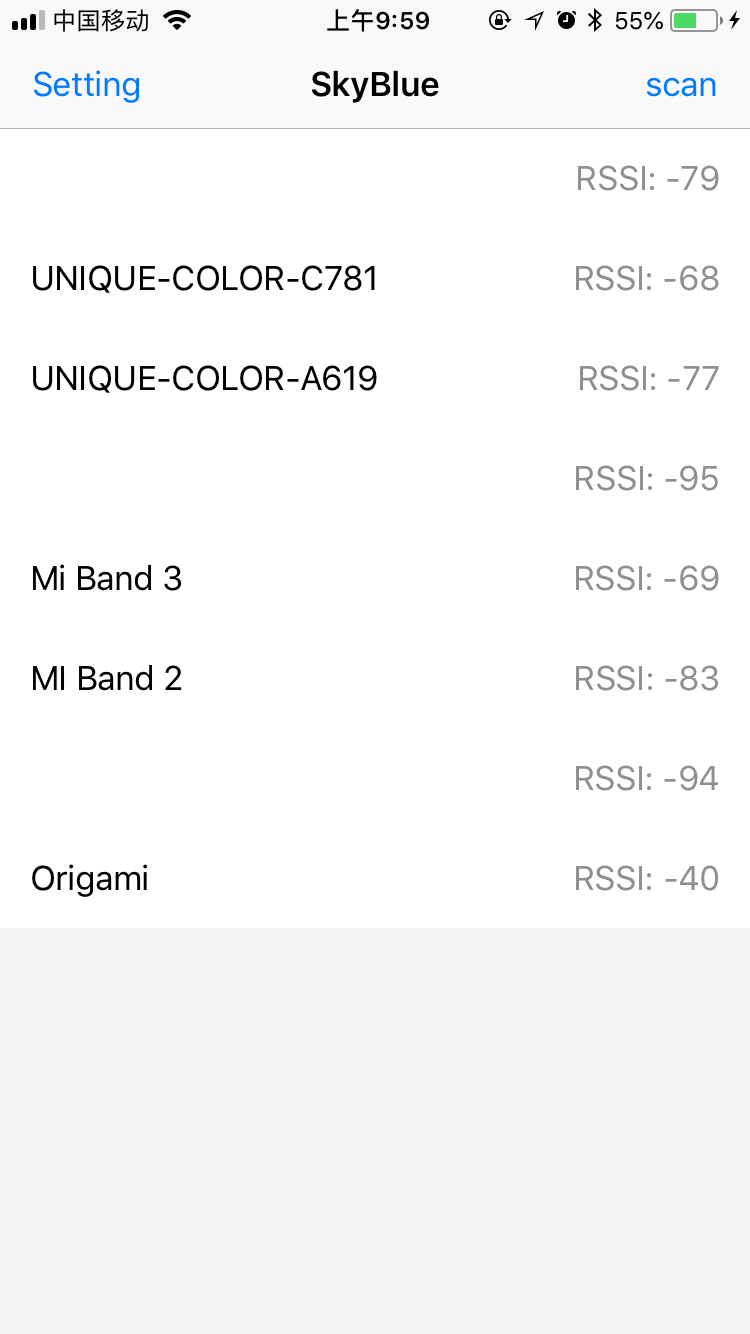 中国移动 上午9:59 55%
Setting SkyBlue scan
RSSI: -79
UNIQUE-COLOR-C781 RSSI: -68
UNIQUE-COLOR-A619 RSSI: -77
RSSI: -95
Mi Band 3 RSSI: -69
MI Band 2 RSSI: -83
RSSI: -94
Origami RSSI: -40